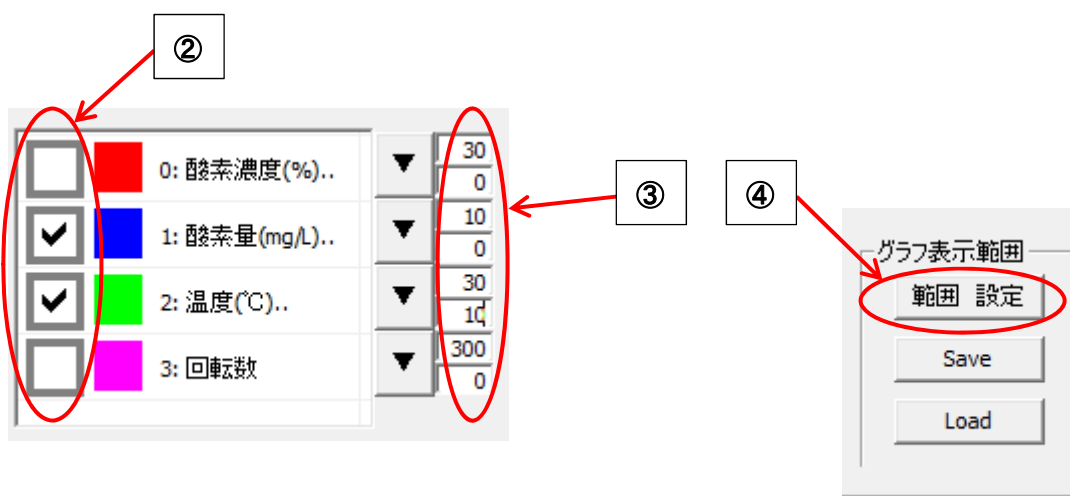 ②
30
0: 酸素濃度(%)..
0
10
1: 酸素量(mg/L)..
0
30
2: 温度(℃)..
10
300
3: 回転数
0
③
④
グラフ表示範囲
範囲 設定
Save
Load